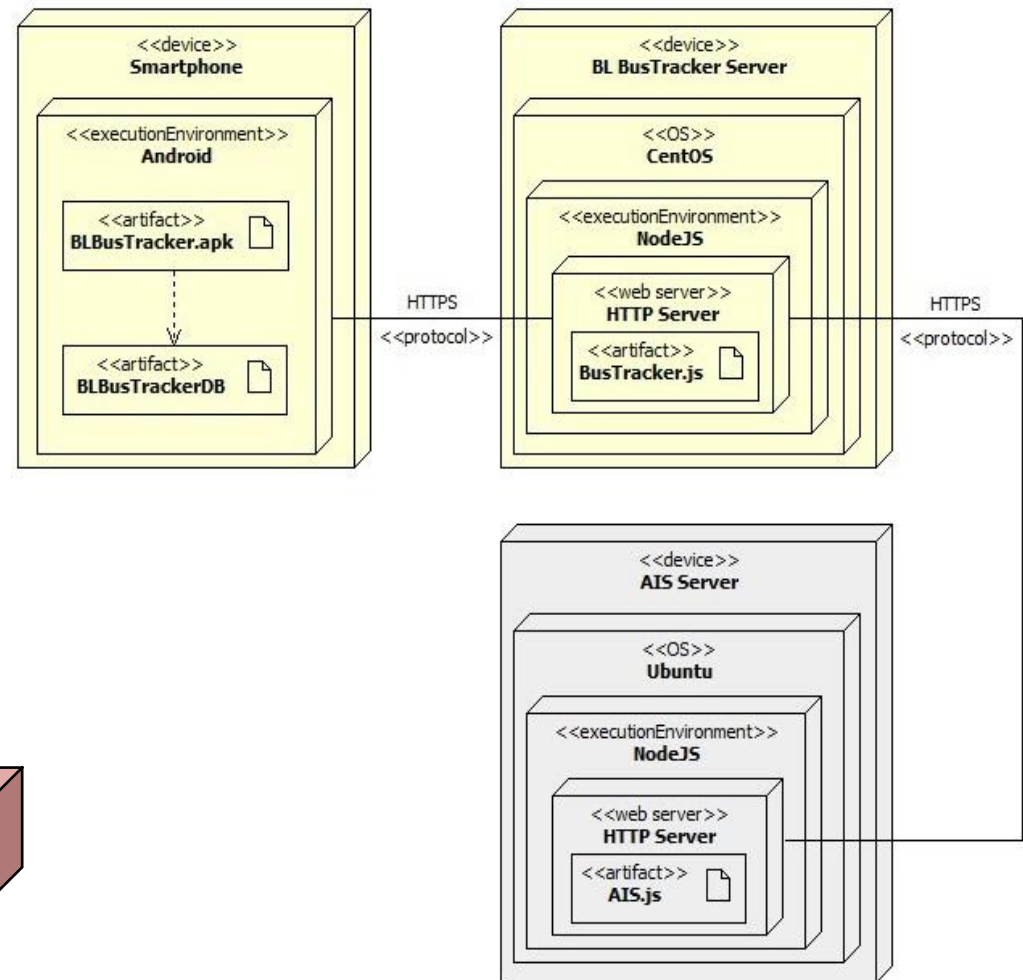 <<device>>
Smartphone
<<executionEnvironment>>
Android
<<artifact>>
BLBusTracker.apk
<<artifact>>
BLBusTrackerDB
HTTPS
<<protocol>>
<<device>>
BL BusTracker Server
<<OS>>
CentOS
<<executionEnvironment>>
NodeJS
<<web server>>
HTTP Server
<<artifact>>
BusTracker.js
HTTPS
<<protocol>>
<<device>>
AIS Server
<<OS>>
Ubuntu
<<executionEnvironment>>
NodeJS
<<web server>>
HTTP Server
<<artifact>>
AIS.js